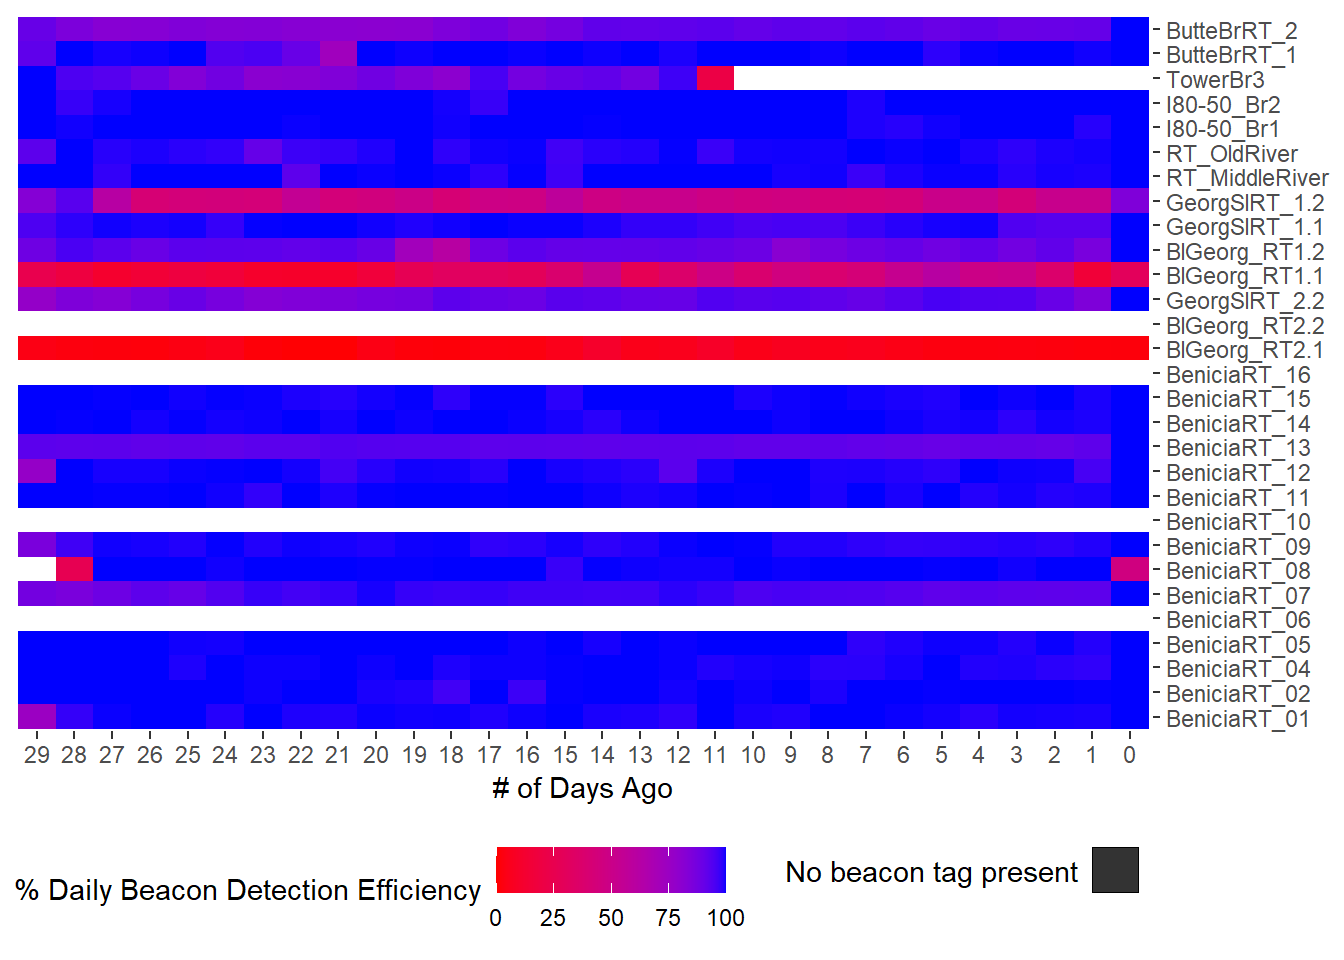 ButteBrRT_2
ButteBrRT_1
TowerBr3
I80-50_Br2
I80-50_Br1
RT_OldRiver
RT_MiddleRiver
GeorgSlRT_1.2
GeorgSlRT_1.1
BlGeorg_RT1.2
BlGeorg_RT1.1
GeorgSlRT_2.2
BlGeorg_RT2.2
BlGeorg_RT2.1
BeniciaRT_16
BeniciaRT_15
BeniciaRT_14
BeniciaRT_13
BeniciaRT_12
BeniciaRT_11
BeniciaRT_10
BeniciaRT_09
BeniciaRT_08
BeniciaRT_07
BeniciaRT_06
BeniciaRT_05
BeniciaRT_04
BeniciaRT_02
BeniciaRT_01
29 28 27 26 25 24 23 22 21 20 19 18 17 16 15 14 13 12 11 10 9 8 7 6 5 4 3 2 1 0
# of Days Ago
% Daily Beacon Detection Efficiency
0 25 50 75 100
No beacon tag present